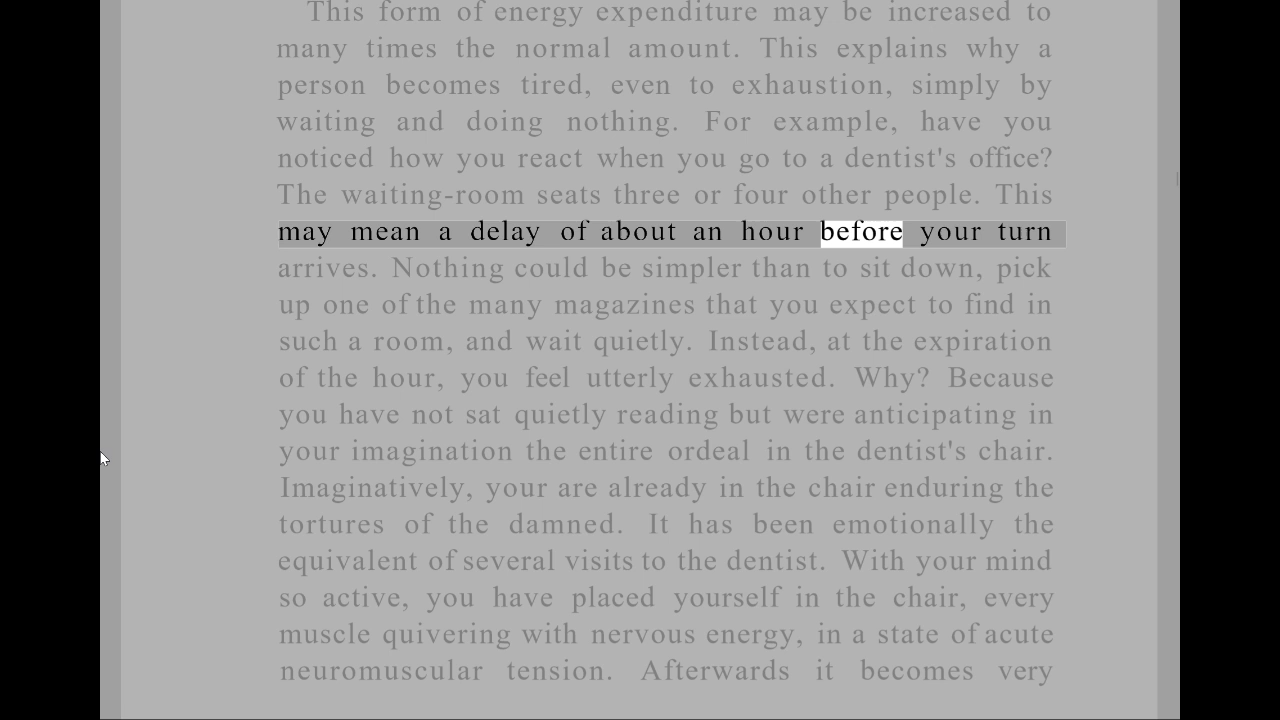 This form of energy expenditure may be increased to
many times the normal amount. This explains why a
person becomes tired, even to exhaustion, simply by
waiting and doing nothing. For example, have you
noticed how you react when you go to a dentist's office?
The waiting-room seats three or four other people. This
may mean a delay of about an hour before your turn
arrives. Nothing could be simpler than to sit down, pick
up one of the many magazines that you expect to find in
such a room, and wait quietly. Instead, at the expiration
of the hour, you feel utterly exhausted. Why? Because
you have not sat quietly reading but were anticipating in
your imagination the entire ordeal in the dentist's chair.
Imaginatively, your are already in the chair enduring the
tortures of the damned. It has been emotionally the
equivalent of several visits to the dentist. With your mind
so active, you have placed yourself in the chair, every
muscle quivering with nervous energy, in a state of acute
neuromuscular tension. Afterwards it becomes very